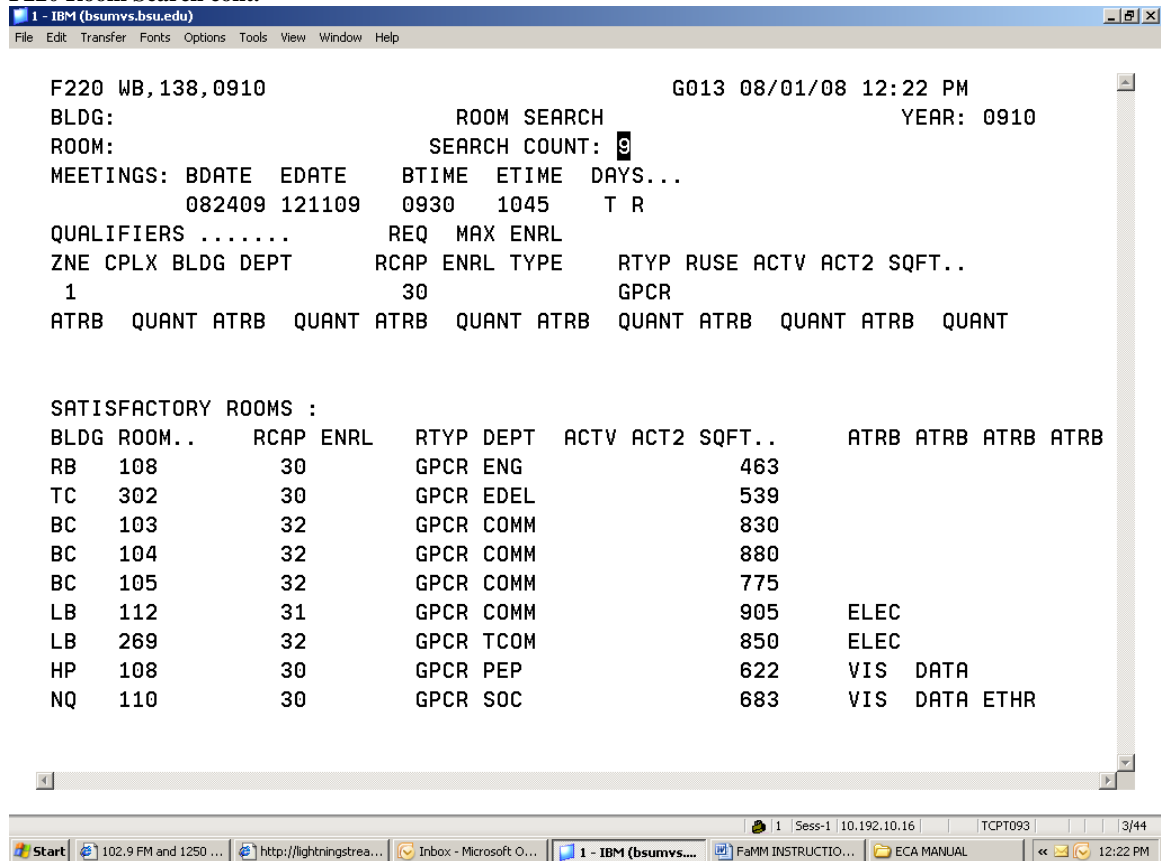 F220 Room Search cont.
1 - IBM (bsumvs.bsu.edu)
File Edit Transfer Fonts Options Tools View Window Help
F220 WB,138,0910 G013 08/01/08 12:22 PM
BLDG: ROOM SEARCH YEAR: 0910
ROOM: SEARCH COUNT: 9
MEETINGS: BDATE EDATE BTIME ETIME DAYS...
082409 121109 0930 1045 T R
QUALIFIERS ....... REQ MAX ENRL
ZNE CPLX BLDG DEPT RCAP ENRL TYPE RTYP RUSE ACTV ACT2 SQFT..
1 30 GPCR
ATRB QUANT ATRB QUANT ATRB QUANT ATRB QUANT ATRB QUANT ATRB QUANT
SATISFACTORY ROOMS :
BLDG ROOM.. RCAP ENRL RTYP DEPT ACTV ACT2 SQFT.. ATRB ATRB ATRB ATRB
RB 108 30 GPCR ENG 463
TC 302 30 GPCR EDEL 539
BC 103 32 GPCR COMM 830
BC 104 32 GPCR COMM 880
BC 105 32 GPCR COMM 775
LB 112 31 GPCR COMM 905 ELEC
LB 269 32 GPCR TCOM 850 ELEC
HP 108 30 GPCR PEP 622 VIS DATA
NQ 110 30 GPCR SOC 683 VIS DATA ETHR
1 Sess-1 10.192.10.16 TCPT093 3/44
Start 102.9 FM and 1250 ... http://lightningstrea... Inbox - Microsoft O... 1 - IBM (bsumvs.... FaMM INSTRUCTIO... ECA MANUAL « 12:22 PM